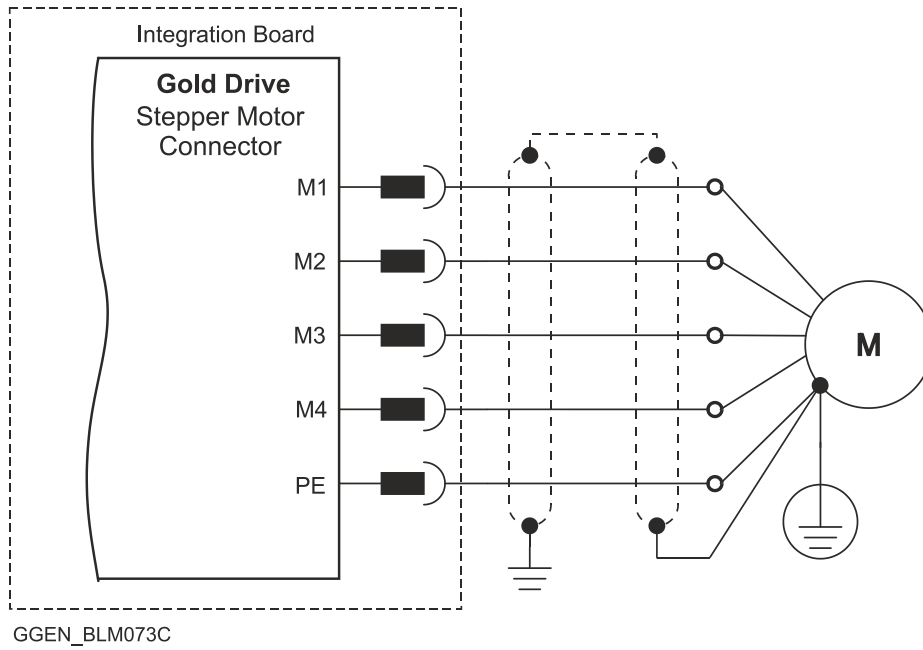 Integration Board
Gold Drive
Stepper Motor
Connector
M1
M2
M3
M4
PE
M
GGEN_BLM073C